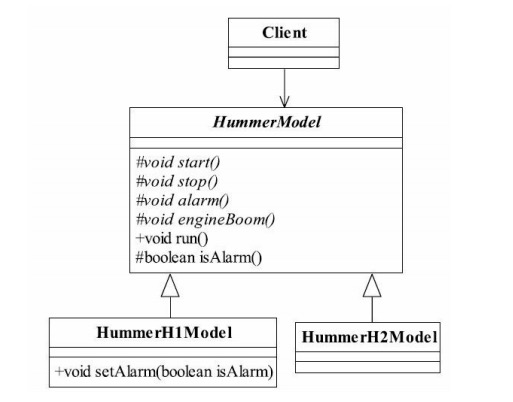 Client
HummerModel
#void start()
#void stop()
#void alarm()
#void engineBoom()
+void run()
#boolean isAlarm()
HummerH1Model
+void setAlarm(boolean isAlarm)
HummerH2Model